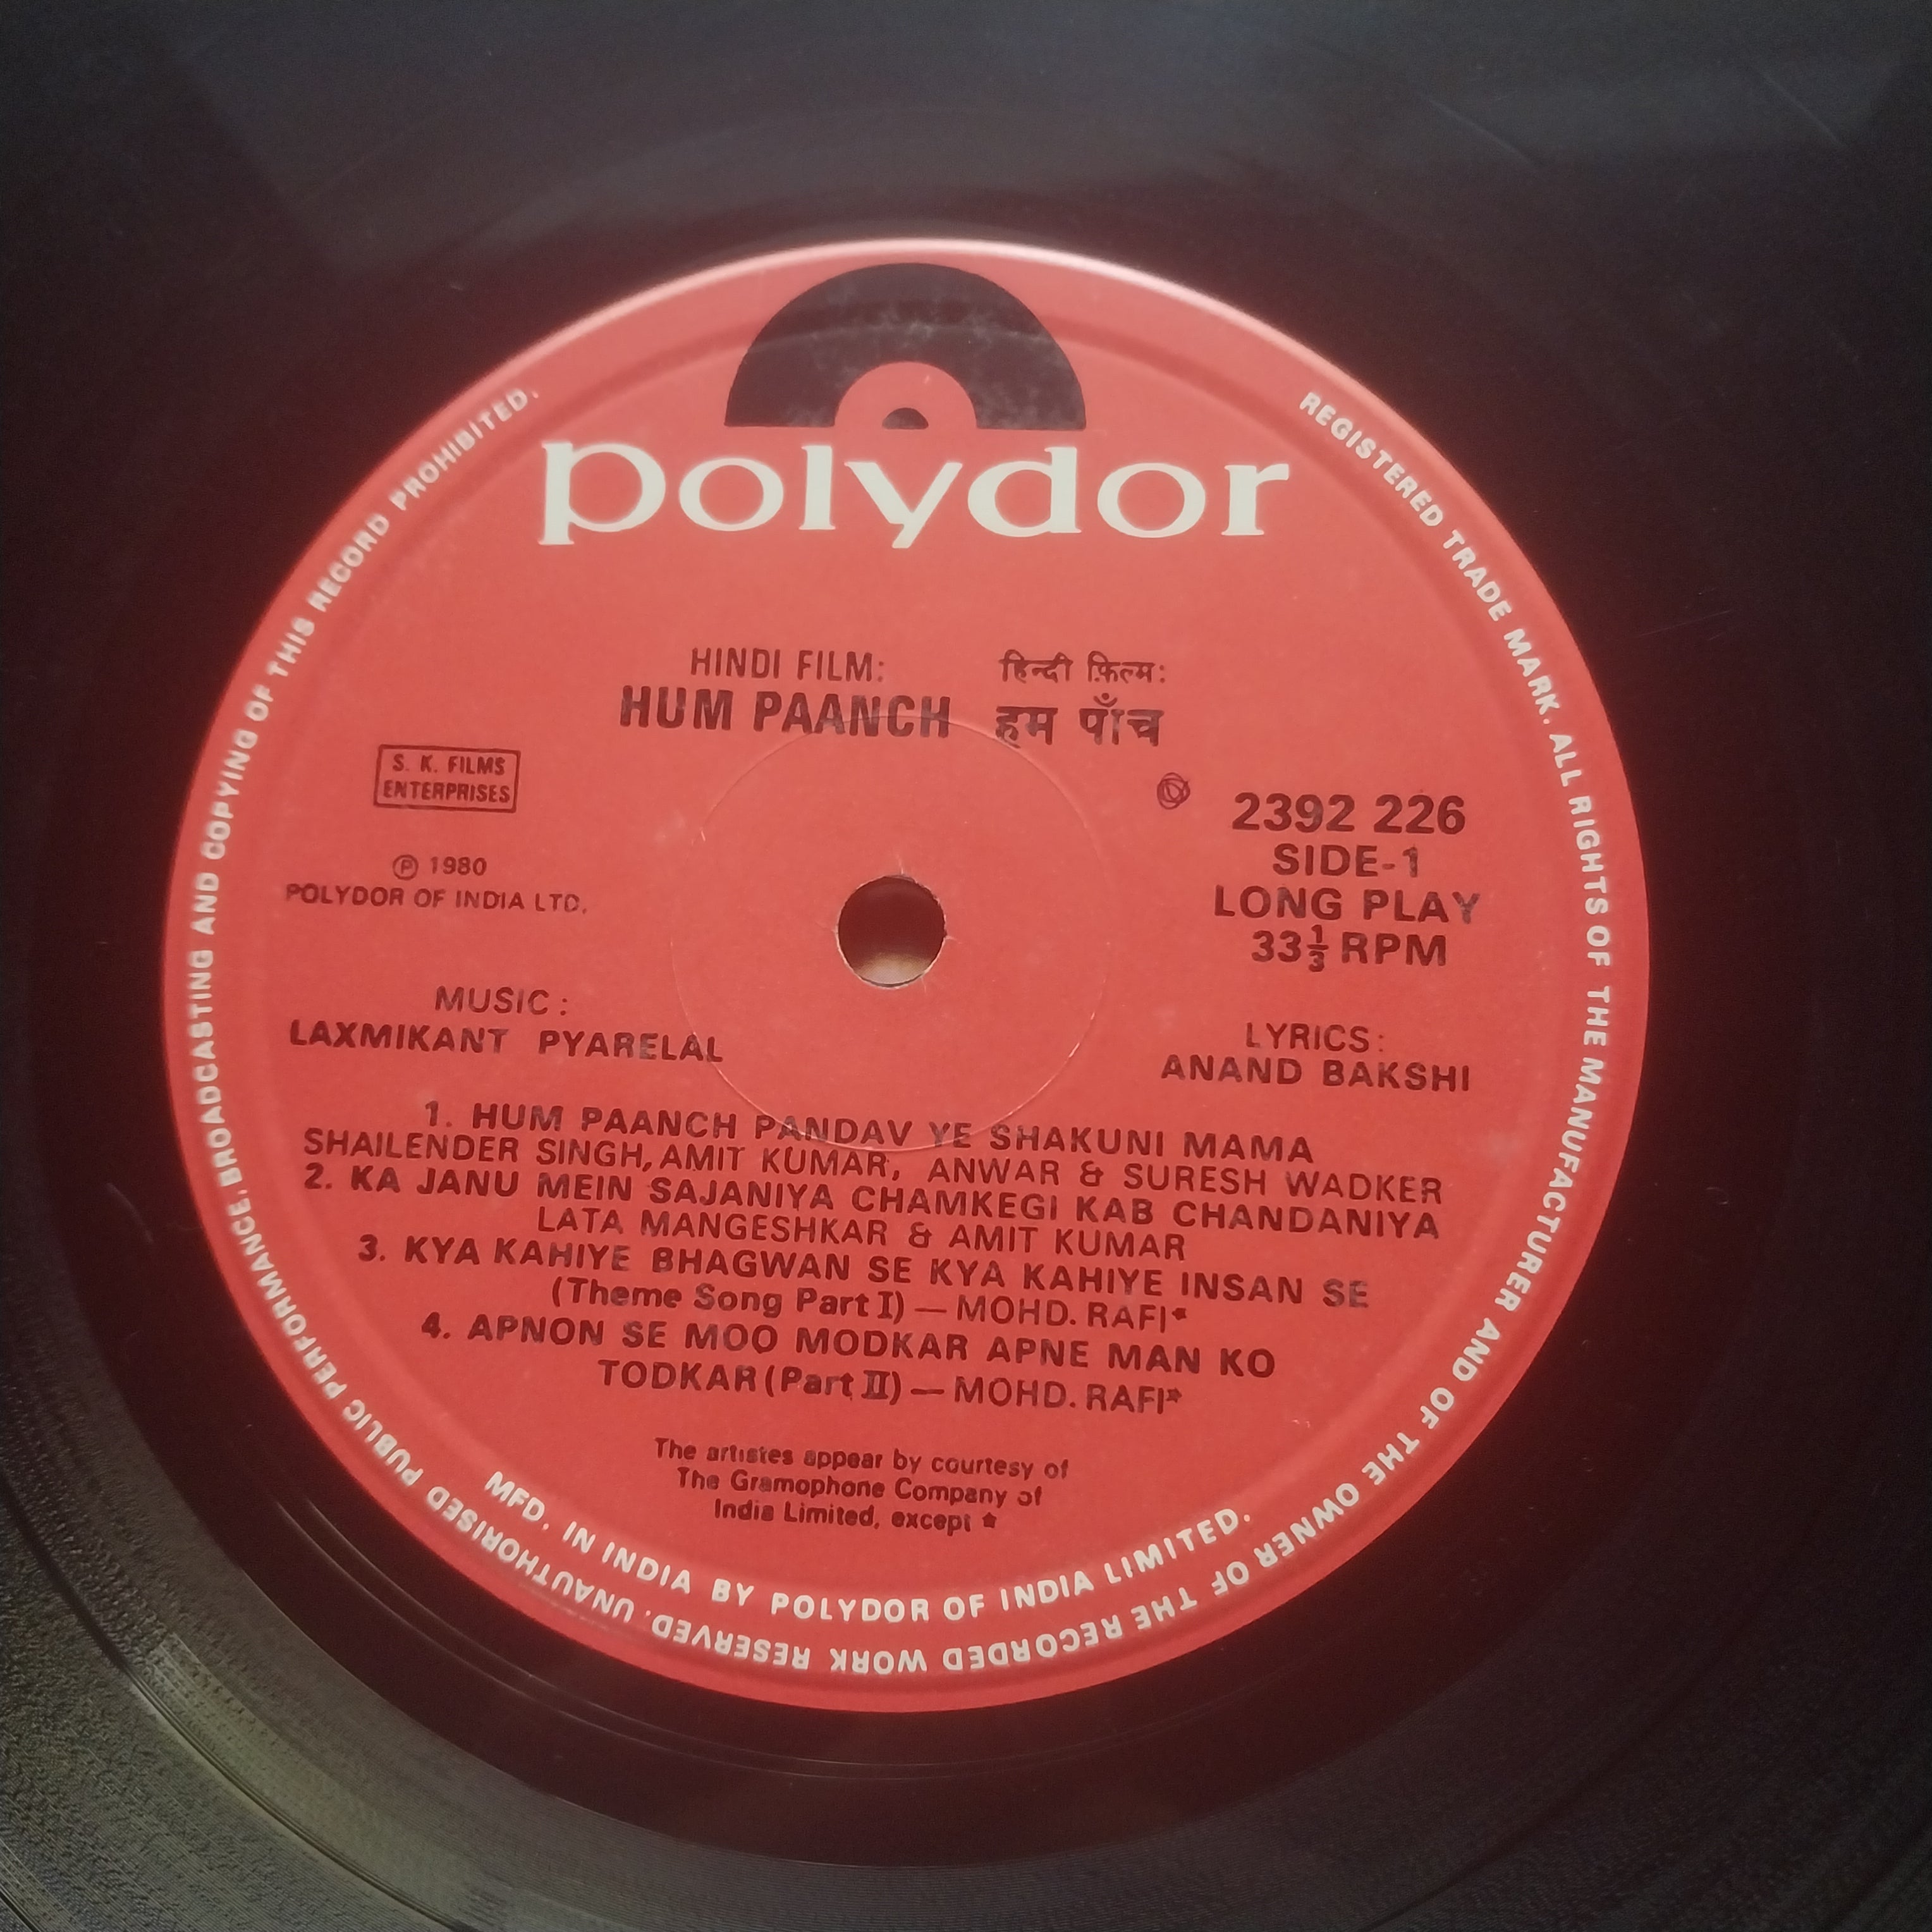 polydor
HINDI FILM:
HUM PAANCH
हिन्दी फ़िल्म:
हम पाँच
S. K. FILMS
ENTERPRISES
℗ 1980
POLYDOR OF INDIA LTD.
2392 226
SIDE-1
LONG PLAY
33⅓ RPM
MUSIC :
LAXMIKANT PYARELAL
LYRICS :
ANAND BAKSHI
1. HUM PAANCH PANDAV YE SHAKUNI MAMA
SHAILENDER SINGH, AMIT KUMAR, ANWAR & SURESH WADKER
2. KA JANU MEIN SAJANIYA CHAMKEGI KAB CHANDANIYA
LATA MANGESHKAR & AMIT KUMAR
3. KYA KAHIYE BHAGWAN SE KYA KAHIYE INSAN SE
(Theme Song Part I) — MOHD. RAFI*
4. APNON SE MOO MODKAR APNE MAN KO
TODKAR (Part II) — MOHD. RAFI*
The artistes appear by courtesy of
The Gramophone Company of
India Limited, except *
MFD. IN INDIA BY POLYDOR OF INDIA LIMITED.
REGISTERED TRADE MARK. ALL RIGHTS OF THE MANUFACTURER AND OF THE OWNER OF THE RECORDED WORK RESERVED. UNAUTHORISED PUBLIC PERFORMANCE, BROADCASTING AND COPYING OF THIS RECORD PROHIBITED.